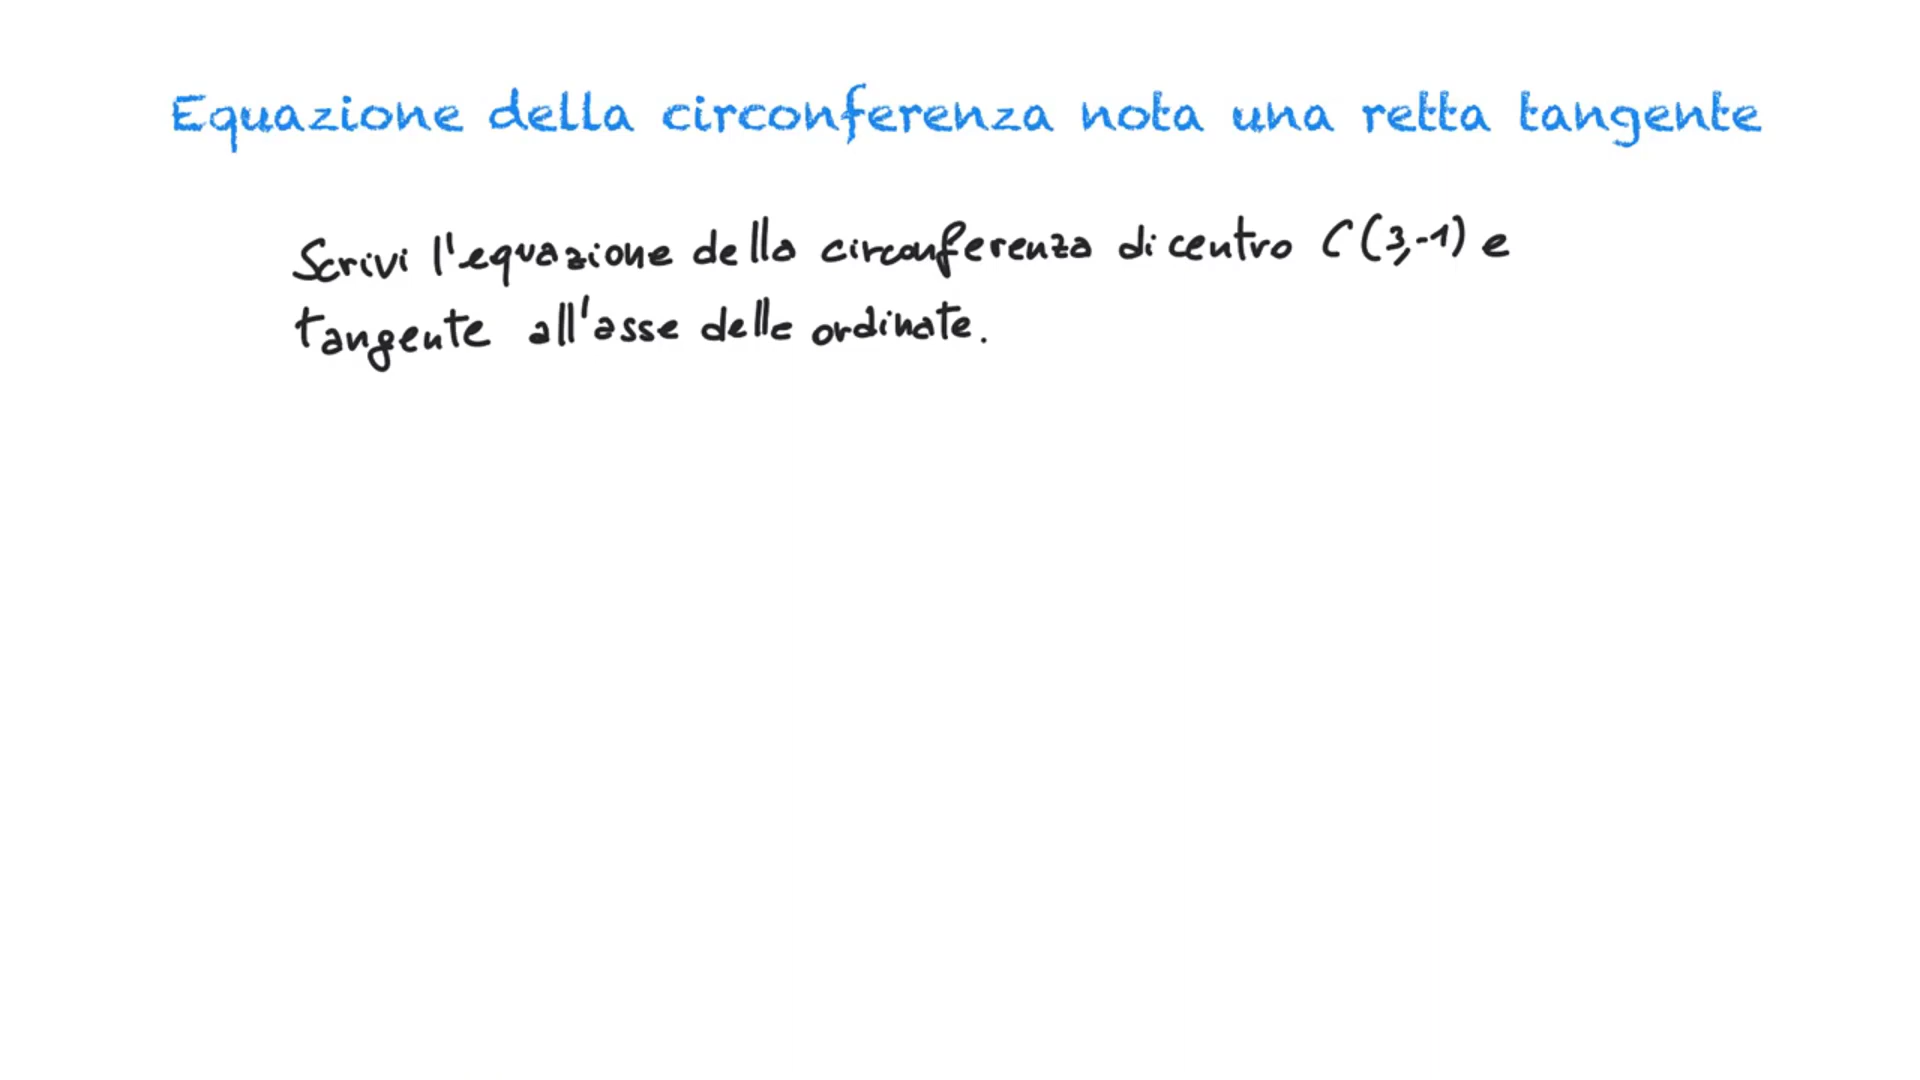 Equazione della circonferenza nota una retta tangente
Scrivi l'equazione della circonferenza di centro C(3,-1) e
tangente all'asse delle ordinate.